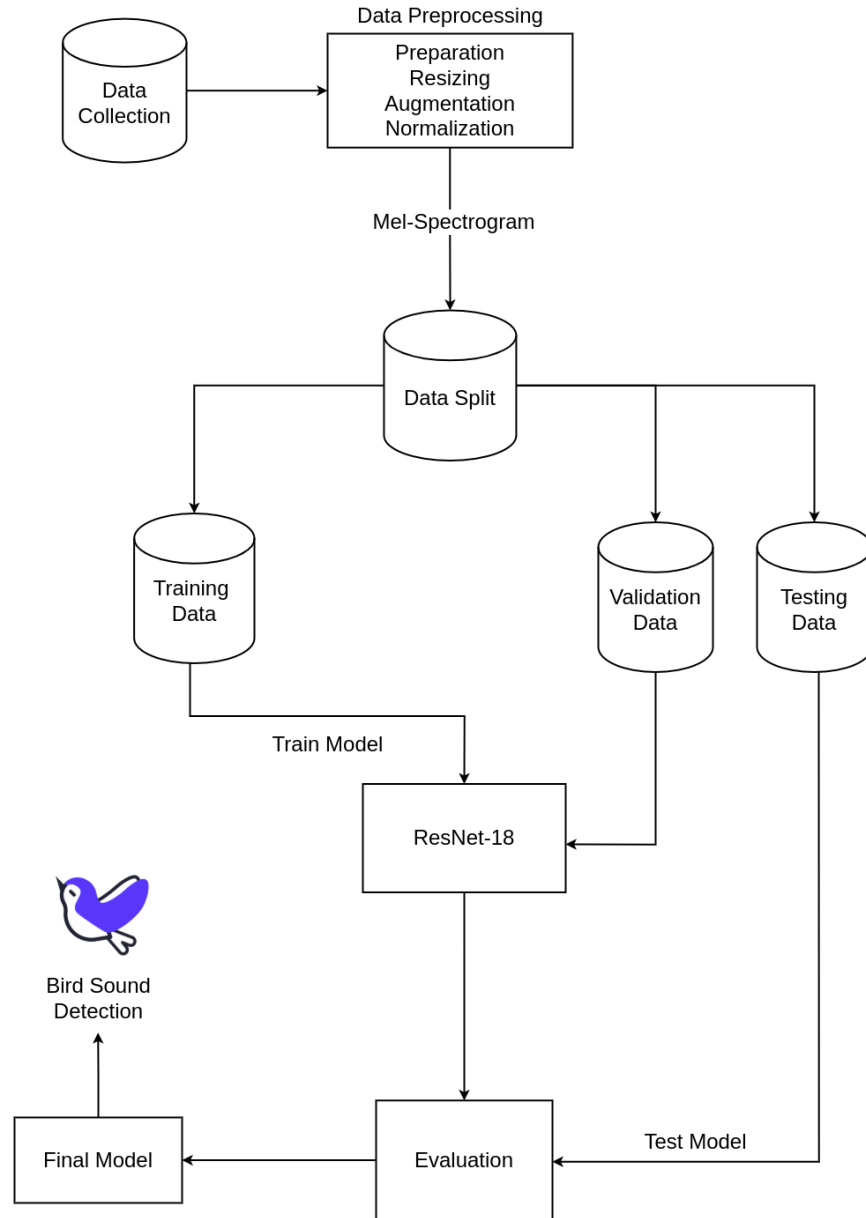 Data Preprocessing
Data
Collection
Preparation
Resizing
Augmentation
Normalization
Mel-Spectrogram
Data Split
Training
Data
Validation
Data
Testing
Data
Train Model
ResNet-18
Bird Sound
Detection
Final Model
Evaluation
Test Model